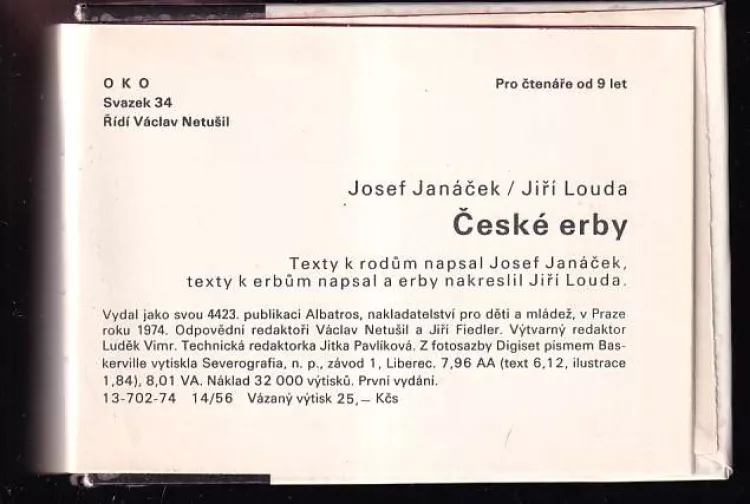 O K O
Pro čtenáře od 9 let
Svazek 34
Řídí Václav Netušil
Josef Janáček / Jiří Louda
České erby
Texty k rodům napsal Josef Janáček,
texty k erbům napsal a erby nakreslil Jiří Louda.
Vydal jako svou 4423. publikaci Albatros, nakladatelství pro děti a mládež, v Praze
roku 1974. Odpovědní redaktoři Václav Netušil a Jiří Fiedler. Výtvarný redaktor
Luděk Vimr. Technická redaktorka Jitka Pavlíková. Z fotosazby Digiset písmem Bas-
kerville vytiskla Severografia, n. p., závod 1, Liberec. 7,96 AA (text 6,12, ilustrace
1,84), 8,01 VA. Náklad 32 000 výtisků. První vydání.
13-702-74 14/56 Vázaný výtisk 25,– Kčs